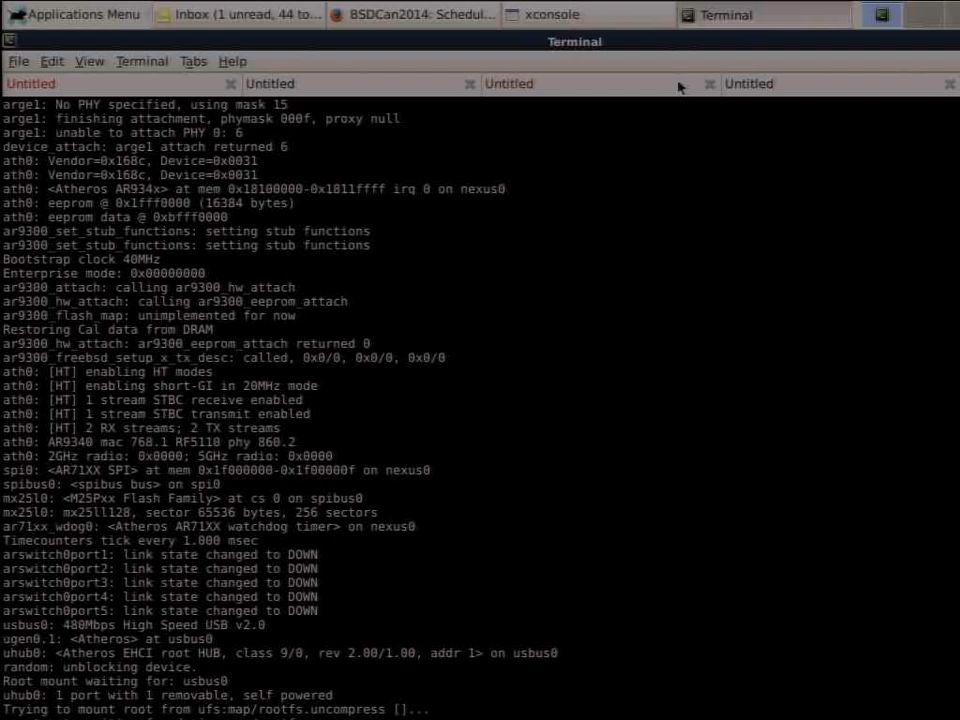 Applications Menu
Inbox (1 unread, 44 to...
BSDCan2014: Schedul...
xconsole
Terminal
Terminal
File Edit View Terminal Tabs Help
Untitled
Untitled
Untitled
Untitled
arge1: No PHY specified, using mask 15
arge1: finishing attachment, phymask 000f, proxy null
arge1: unable to attach PHY 0: 6
device_attach: arge1 attach returned 6
ath0: Vendor=0x168c, Device=0x0031
ath0: Vendor=0x168c, Device=0x0031
ath0: <Atheros AR934x> at mem 0x18100000-0x1811ffff irq 0 on nexus0
ath0: eeprom @ 0x1fff0000 (16384 bytes)
ath0: eeprom data @ 0xbfff0000
ar9300_set_stub_functions: setting stub functions
ar9300_set_stub_functions: setting stub functions
Bootstrap clock 40MHz
Enterprise mode: 0x00000000
ar9300_attach: calling ar9300_hw_attach
ar9300_hw_attach: calling ar9300_eeprom_attach
ar9300_flash_map: unimplemented for now
Restoring Cal data from DRAM
ar9300_hw_attach: ar9300_eeprom_attach returned 0
ar9300_freebsd_setup_x_tx_desc: called, 0x0/0, 0x0/0, 0x0/0
ath0: [HT] enabling HT modes
ath0: [HT] enabling short-GI in 20MHz mode
ath0: [HT] 1 stream STBC receive enabled
ath0: [HT] 1 stream STBC transmit enabled
ath0: [HT] 2 RX streams; 2 TX streams
ath0: AR9340 mac 768.1 RF5110 phy 860.2
ath0: 2GHz radio: 0x0000; 5GHz radio: 0x0000
spi0: <AR71XX SPI> at mem 0x1f000000-0x1f00000f on nexus0
spibus0: <spibus bus> on spi0
mx25l0: <M25Pxx Flash Family> at cs 0 on spibus0
mx25l0: mx25ll128, sector 65536 bytes, 256 sectors
ar71xx_wdog0: <Atheros AR71XX watchdog timer> on nexus0
Timecounters tick every 1.000 msec
arswitch0port1: link state changed to DOWN
arswitch0port2: link state changed to DOWN
arswitch0port3: link state changed to DOWN
arswitch0port4: link state changed to DOWN
arswitch0port5: link state changed to DOWN
usbus0: 480Mbps High Speed USB v2.0
ugen0.1: <Atheros> at usbus0
uhub0: <Atheros EHCI root HUB, class 9/0, rev 2.00/1.00, addr 1> on usbus0
random: unblocking device.
Root mount waiting for: usbus0
uhub0: 1 port with 1 removable, self powered
Trying to mount root from ufs:map/rootfs.uncompress []...